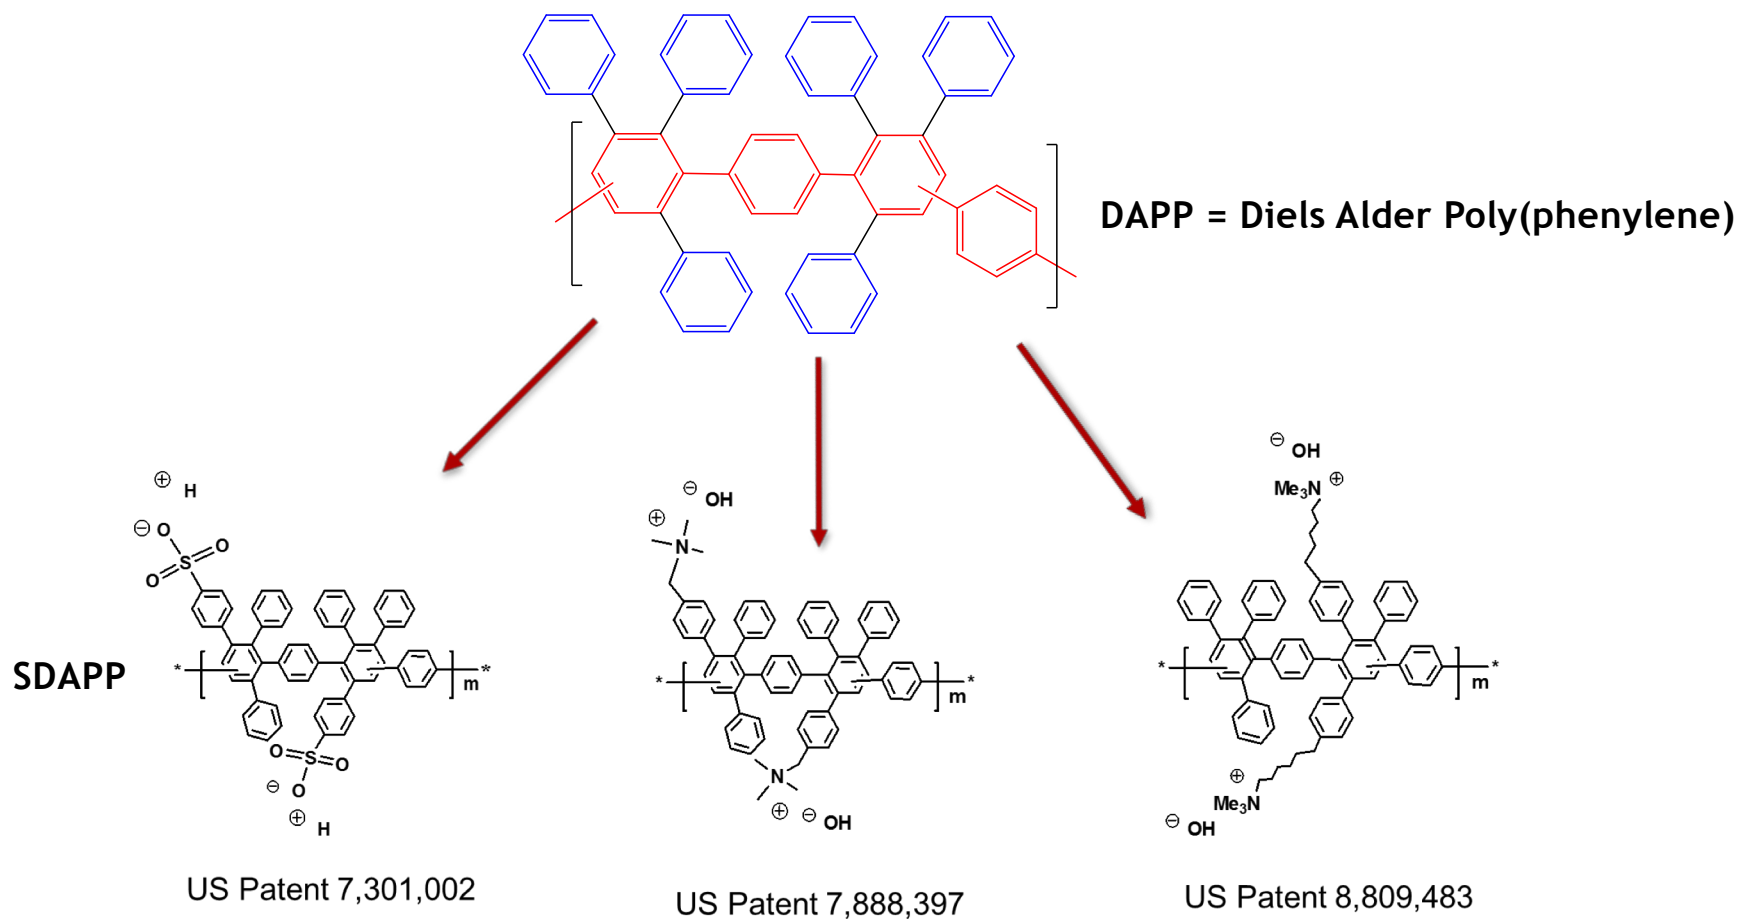 DAPP = Diels Alder Poly(phenylene)
⊕ H
⊖ O
S
O
O
O
S
O
⊖ O
⊕ H
SDAPP
*
m
*
US Patent 7,301,002
⊖ OH
⊕
N
N
⊕ ⊖ OH
*
m
*
US Patent 7,888,397
⊖ OH
Me₃N ⊕
*
m
*
⊕
Me₃N
⊖ OH
US Patent 8,809,483